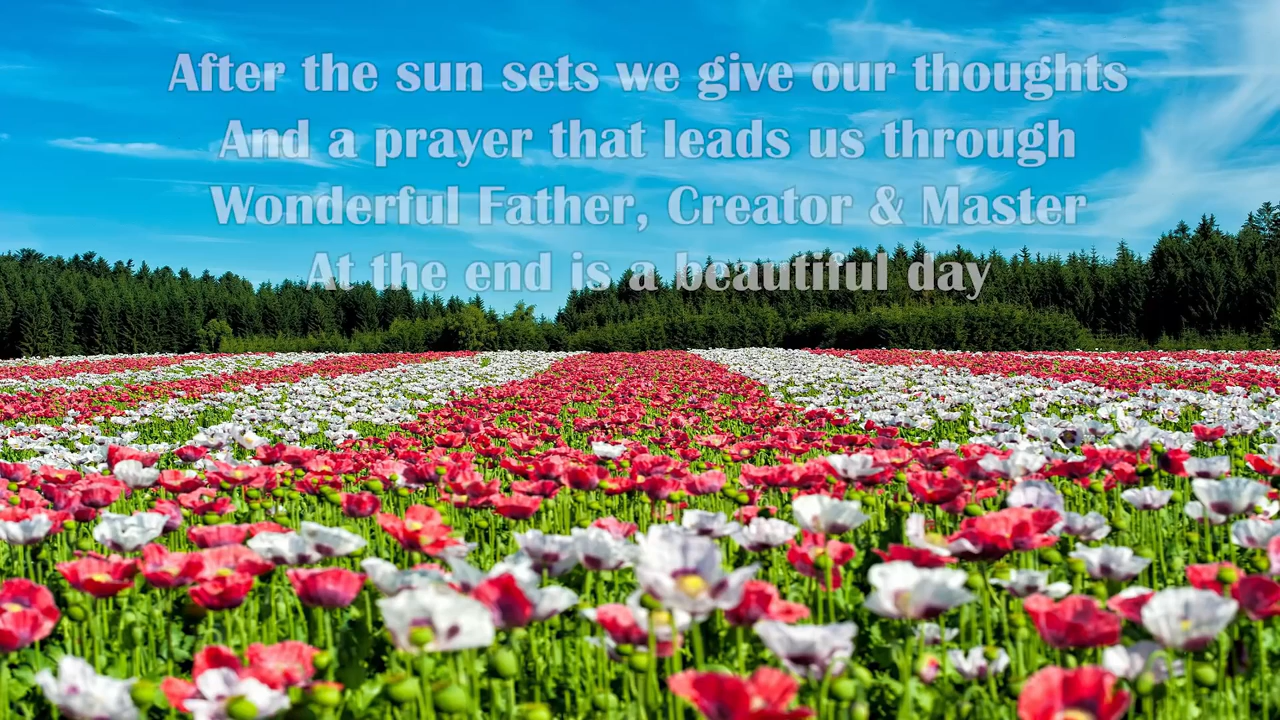 After the sun sets we give our thoughts
And a prayer that leads us through
Wonderful Father, Creator & Master
At the end is a beautiful day